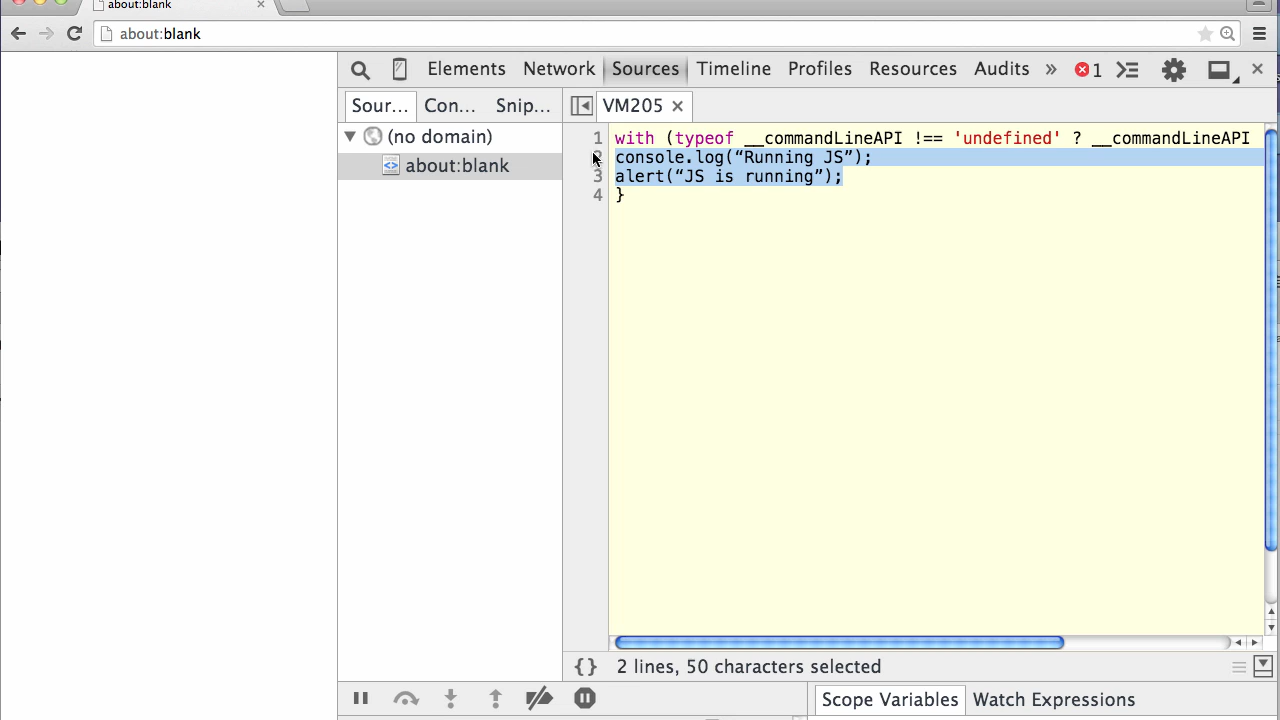 about:blank
about:blank
Elements Network Sources Timeline Profiles Resources Audits » 1
Sour... Con... Snip... VM205
(no domain)
about:blank
1 with (typeof __commandLineAPI !== 'undefined' ? __commandLineAPI
2 console.log(“Running JS”);
3 alert(“JS is running”);
4 }
{ } 2 lines, 50 characters selected
Scope Variables Watch Expressions